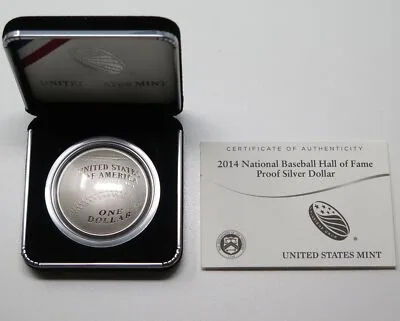 UNITED STATES MINT
UNITED STATES
OF AMERICA
ONE
DOLLAR
CERTIFICATE OF AUTHENTICITY
2014 National Baseball Hall of Fame
Proof Silver Dollar
UNITED STATES MINT